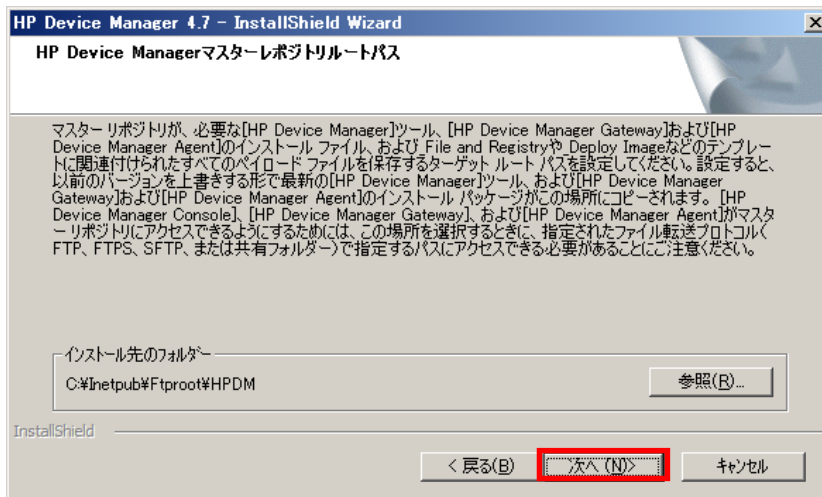 HP Device Manager 4.7 - InstallShield Wizard
HP Device Managerマスターレポジトリルートパス
マスター リポジトリが、必要な[HP Device Manager]ツール、[HP Device Manager Gateway]および[HP
Device Manager Agent]のインストール ファイル、および File and Registryや Deploy Imageなどのテンプレー
トに関連付けられたすべてのペイロード ファイルを保存するターゲット ルート パスを設定してください。設定すると、
以前のバージョンを上書きする形で最新の[HP Device Manager]ツール、および[HP Device Manager
Gateway]および[HP Device Manager Agent]のインストール パッケージがこの場所にコピーされます。[HP
Device Manager Console]、[HP Device Manager Gateway]、および[HP Device Manager Agent]がマスタ
ー リポジトリにアクセスできるようにするためには、この場所を選択するときに、指定されたファイル転送プロトコル(
FTP、FTPS、SFTP、または共有フォルダー)で指定するパスにアクセスできる必要があることにご注意ください。
インストール先のフォルダー
C:¥Inetpub¥Ftproot¥HPDM
参照(R)...
InstallShield
< 戻る(B)
次へ (N)>
キャンセル